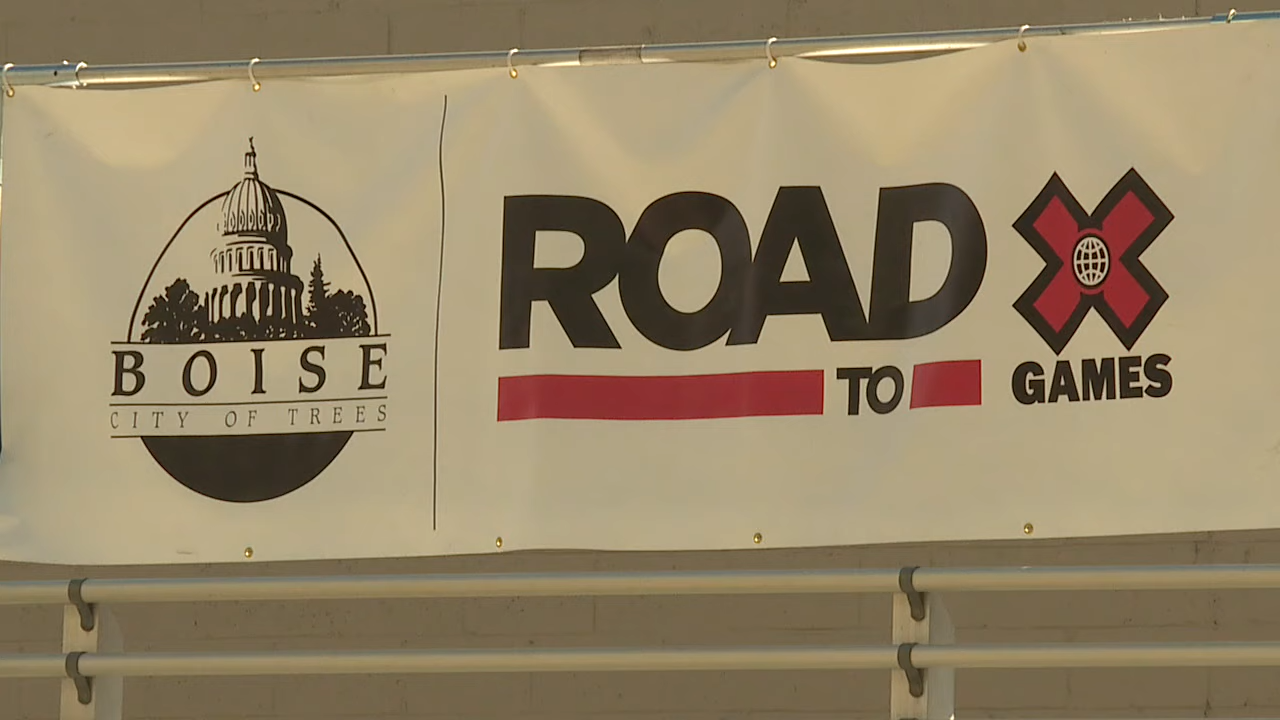 BOISE
CITY OF TREES
ROAD
TO
GAMES